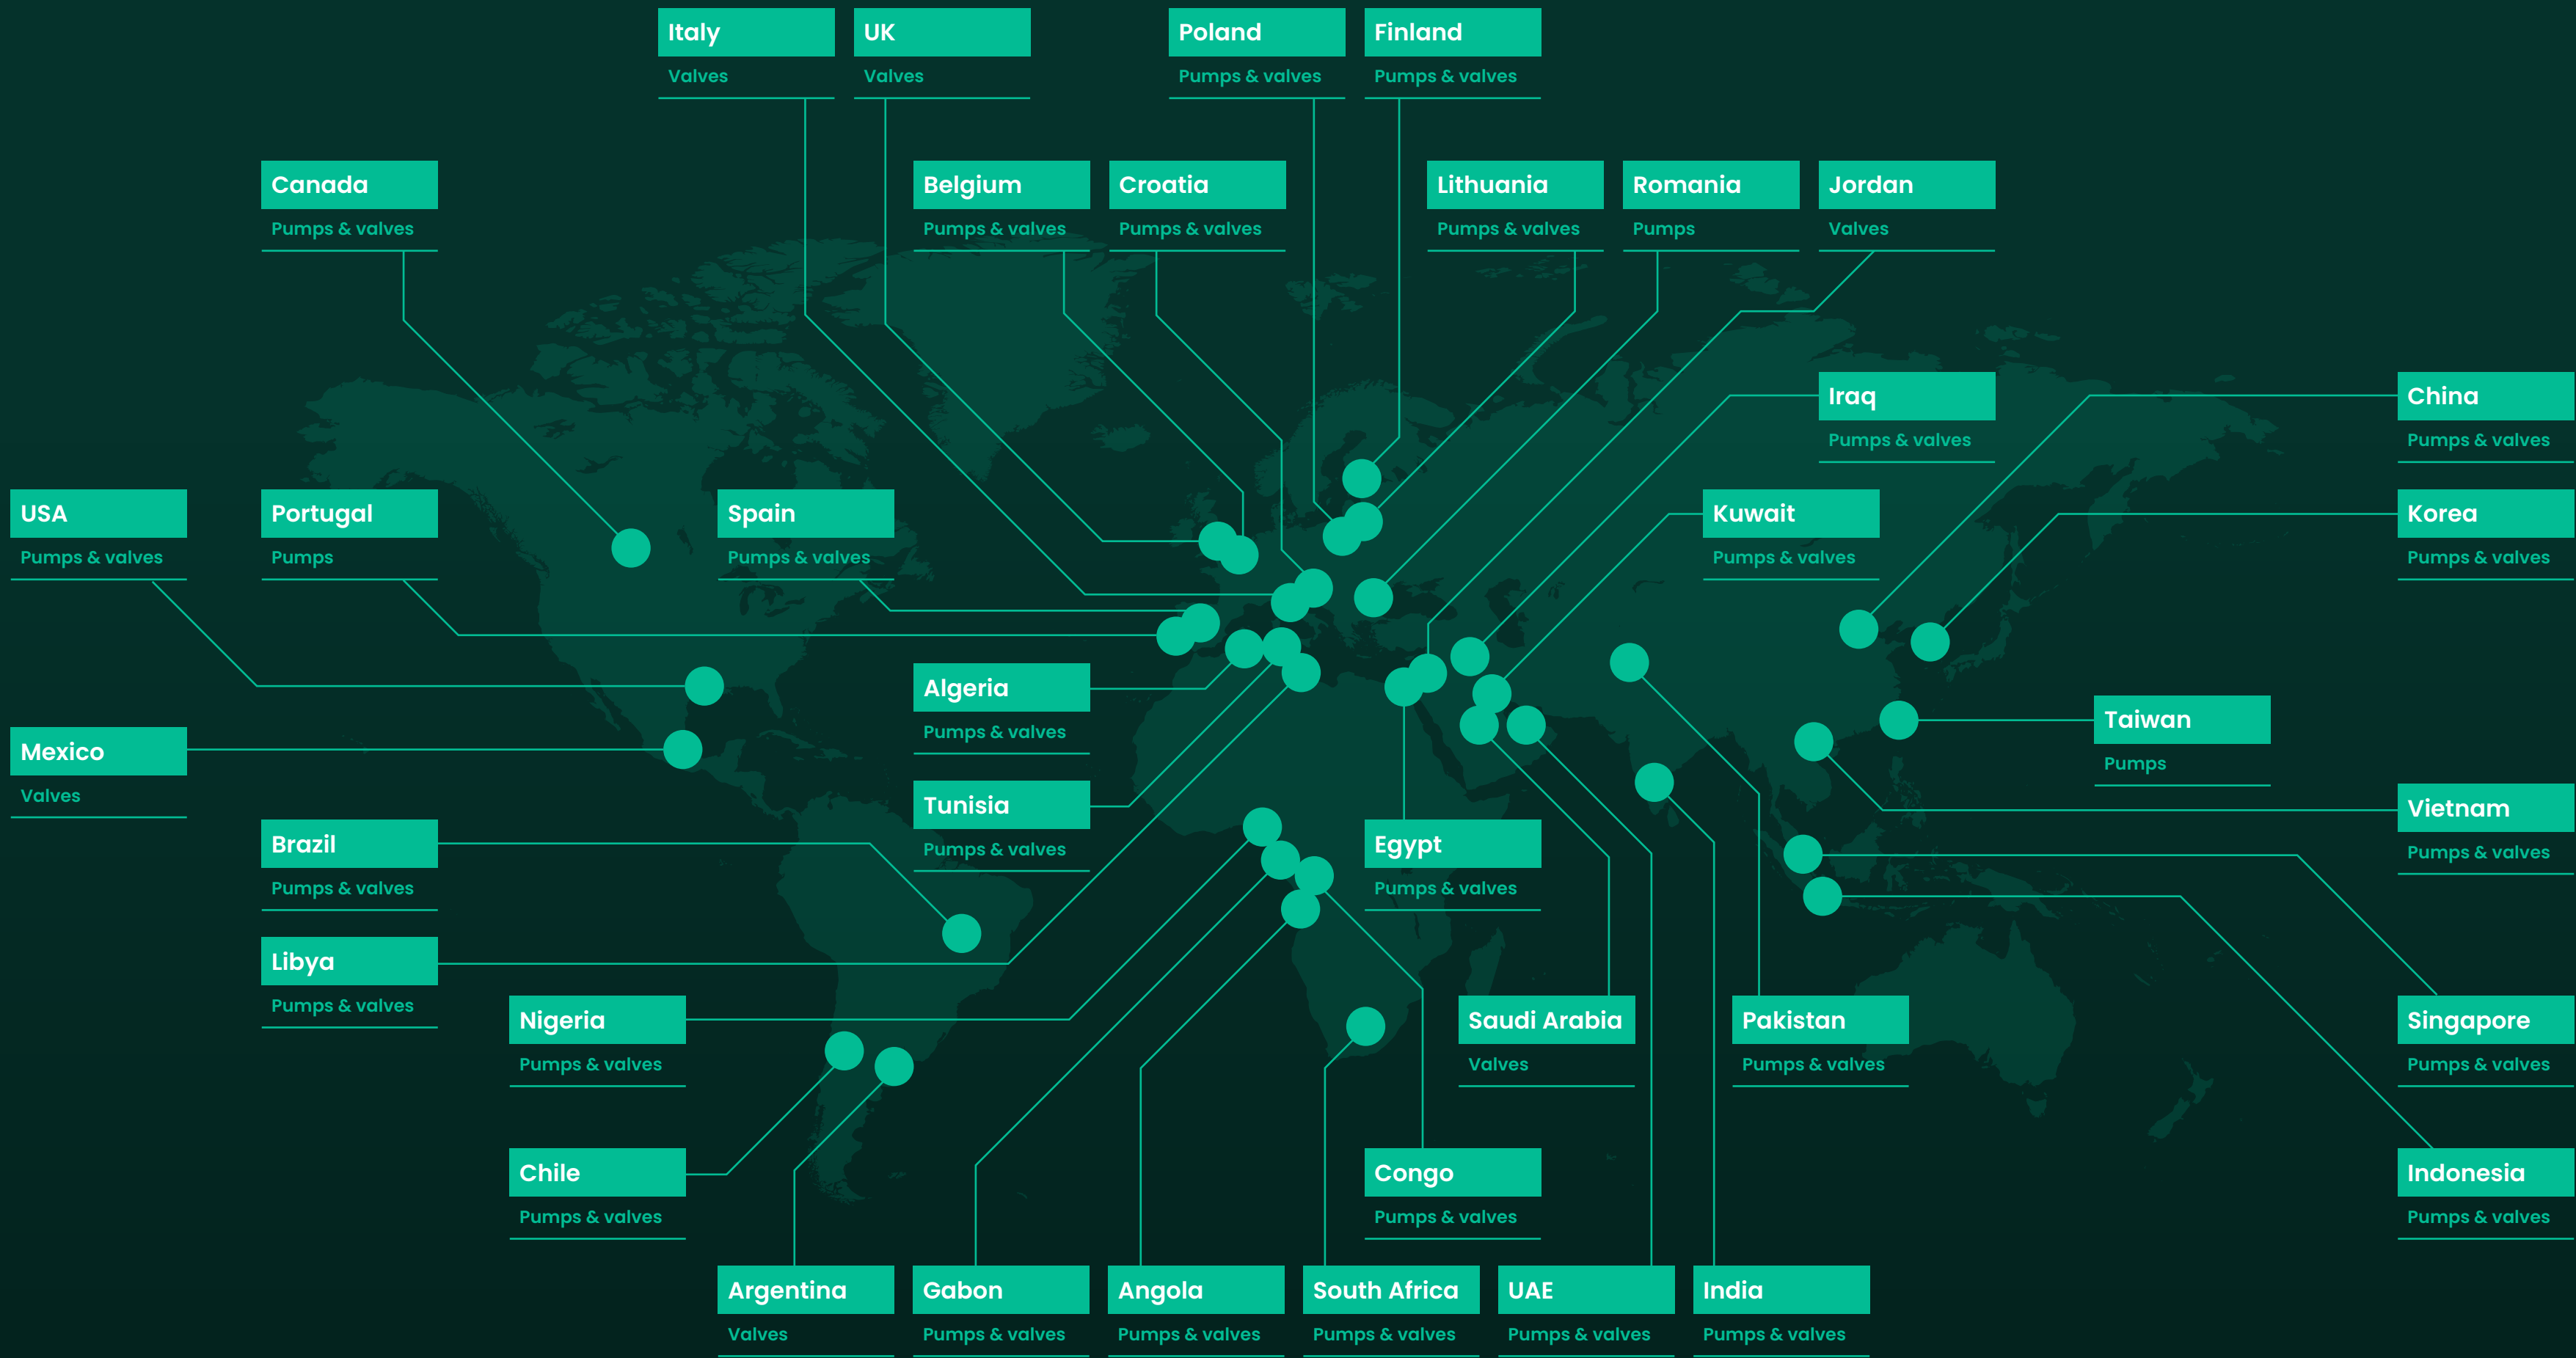 Italy
Valves
UK
Valves
Poland
Pumps & valves
Finland
Pumps & valves
Canada
Pumps & valves
Belgium
Pumps & valves
Croatia
Pumps & valves
Lithuania
Pumps & valves
Romania
Pumps
Jordan
Valves
Iraq
Pumps & valves
China
Pumps & valves
USA
Pumps & valves
Portugal
Pumps
Spain
Pumps & valves
Kuwait
Pumps & valves
Korea
Pumps & valves
Algeria
Pumps & valves
Taiwan
Pumps
Mexico
Valves
Tunisia
Pumps & valves
Vietnam
Pumps & valves
Brazil
Pumps & valves
Egypt
Pumps & valves
Libya
Pumps & valves
Nigeria
Pumps & valves
Saudi Arabia
Valves
Pakistan
Pumps & valves
Singapore
Pumps & valves
Chile
Pumps & valves
Congo
Pumps & valves
Indonesia
Pumps & valves
Argentina
Valves
Gabon
Pumps & valves
Angola
Pumps & valves
South Africa
Pumps & valves
UAE
Pumps & valves
India
Pumps & valves